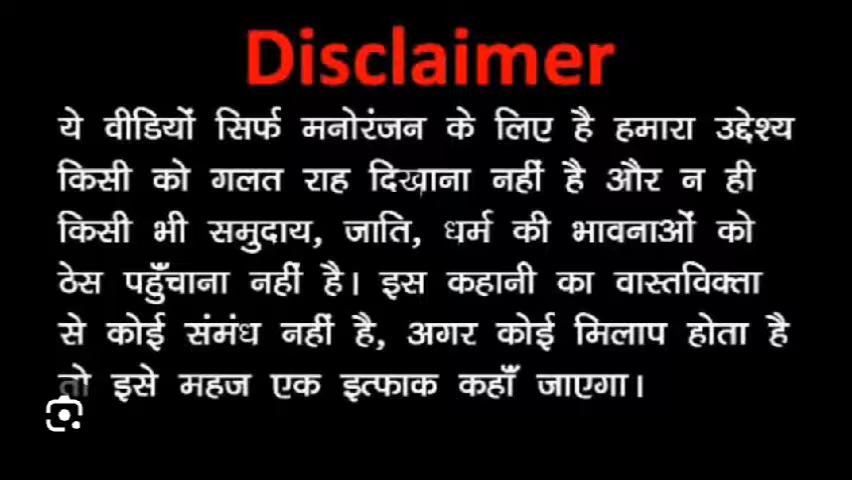 Disclaimer
ये वीडियों सिर्फ मनोरंजन के लिए है हमारा उद्देश्य
किसी को गलत राह दिखाना नहीं है और न ही
किसी भी समुदाय, जाति, धर्म की भावनाओं को
ठेस पहुँचाना नहीं है। इस कहानी का वास्तविक्ता
से कोई संमंध नहीं है, अगर कोई मिलाप होता है
तो इसे महज एक इत्फाक कहाँ जाएगा।